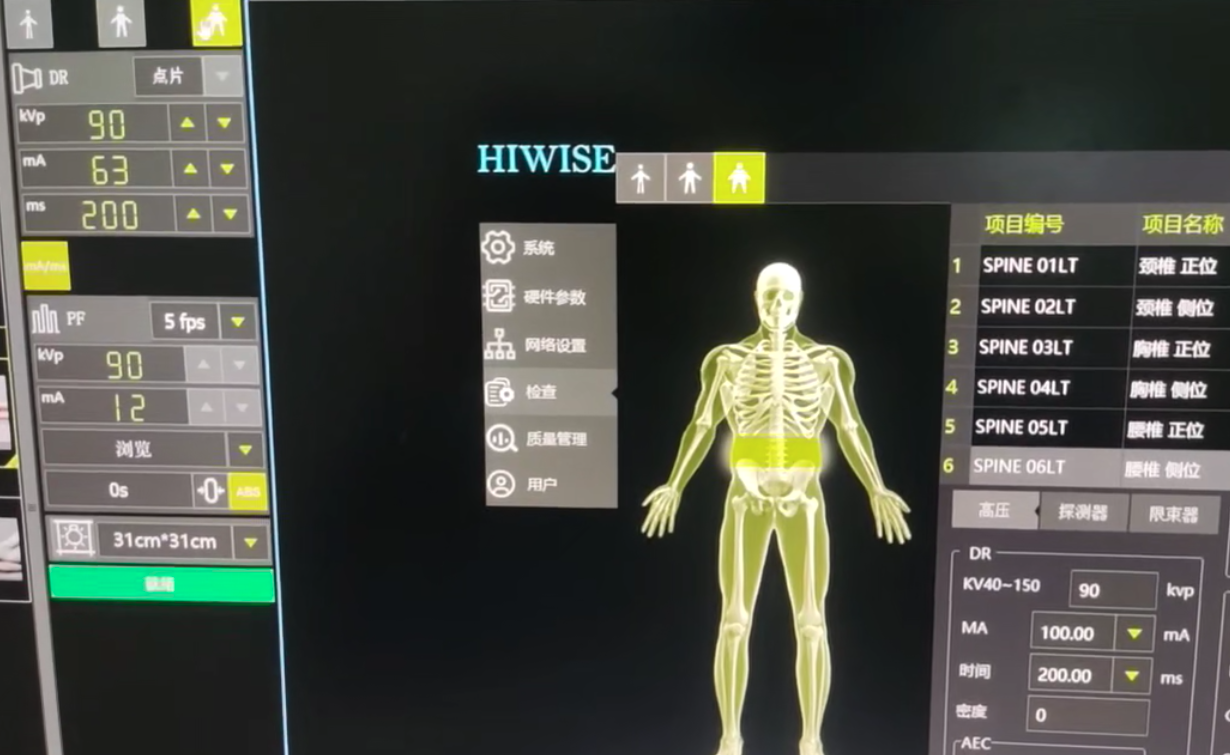 DR 点片
kVp 90
mA 63
ms 200
mA/ms
PF 5 fps
kVp 90
mA 12
浏览
0s ABS
31cm*31cm
HIWISE
系统
硬件参数
网络设置
检查
质量管理
用户
项目编号 项目名称
1 SPINE 01LT 颈椎 正位
2 SPINE 02LT 颈椎 侧位
3 SPINE 03LT 胸椎 正位
4 SPINE 04LT 胸椎 侧位
5 SPINE 05LT 腰椎 正位
6 SPINE 06LT 腰椎 侧位
高压 探测器 限束器
DR
KV40~150 90 kvp
MA 100.00 mA
时间 200.00 ms
密度 0
AEC